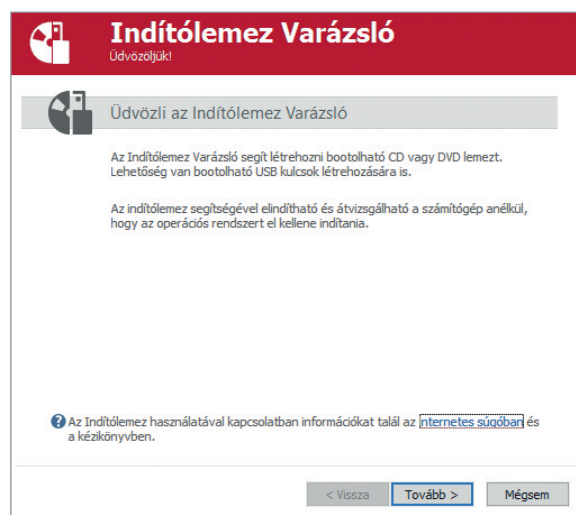 Indítólemez Varázsló
Üdvözöljük!
Üdvözli az Indítólemez Varázsló
Az Indítólemez Varázsló segít létrehozni bootolható CD vagy DVD lemezt.
Lehetőség van bootolható USB kulcsok létrehozására is.
Az indítólemez segítségével elindítható és átvizsgálható a számítógép anélkül,
hogy az operációs rendszert el kellene indítania.
Az Indítólemez használatával kapcsolatban információkat talál az internetes súgóban és
a kézikönyvben.
< Vissza Tovább > Mégsem